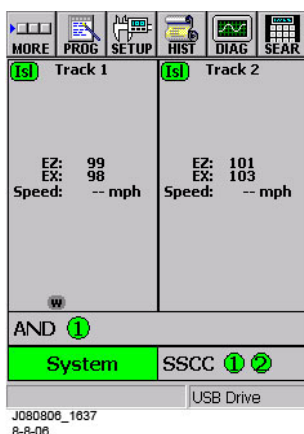 MORE PROG SETUP HIST DIAG SEAR
Isl Track 1
Isl Track 2
EZ: 99
EX: 98
Speed: -- mph
EZ: 101
EX: 103
Speed: -- mph
W
AND 1
System SSCC 1 2
USB Drive
J080806_1637
8-8-06